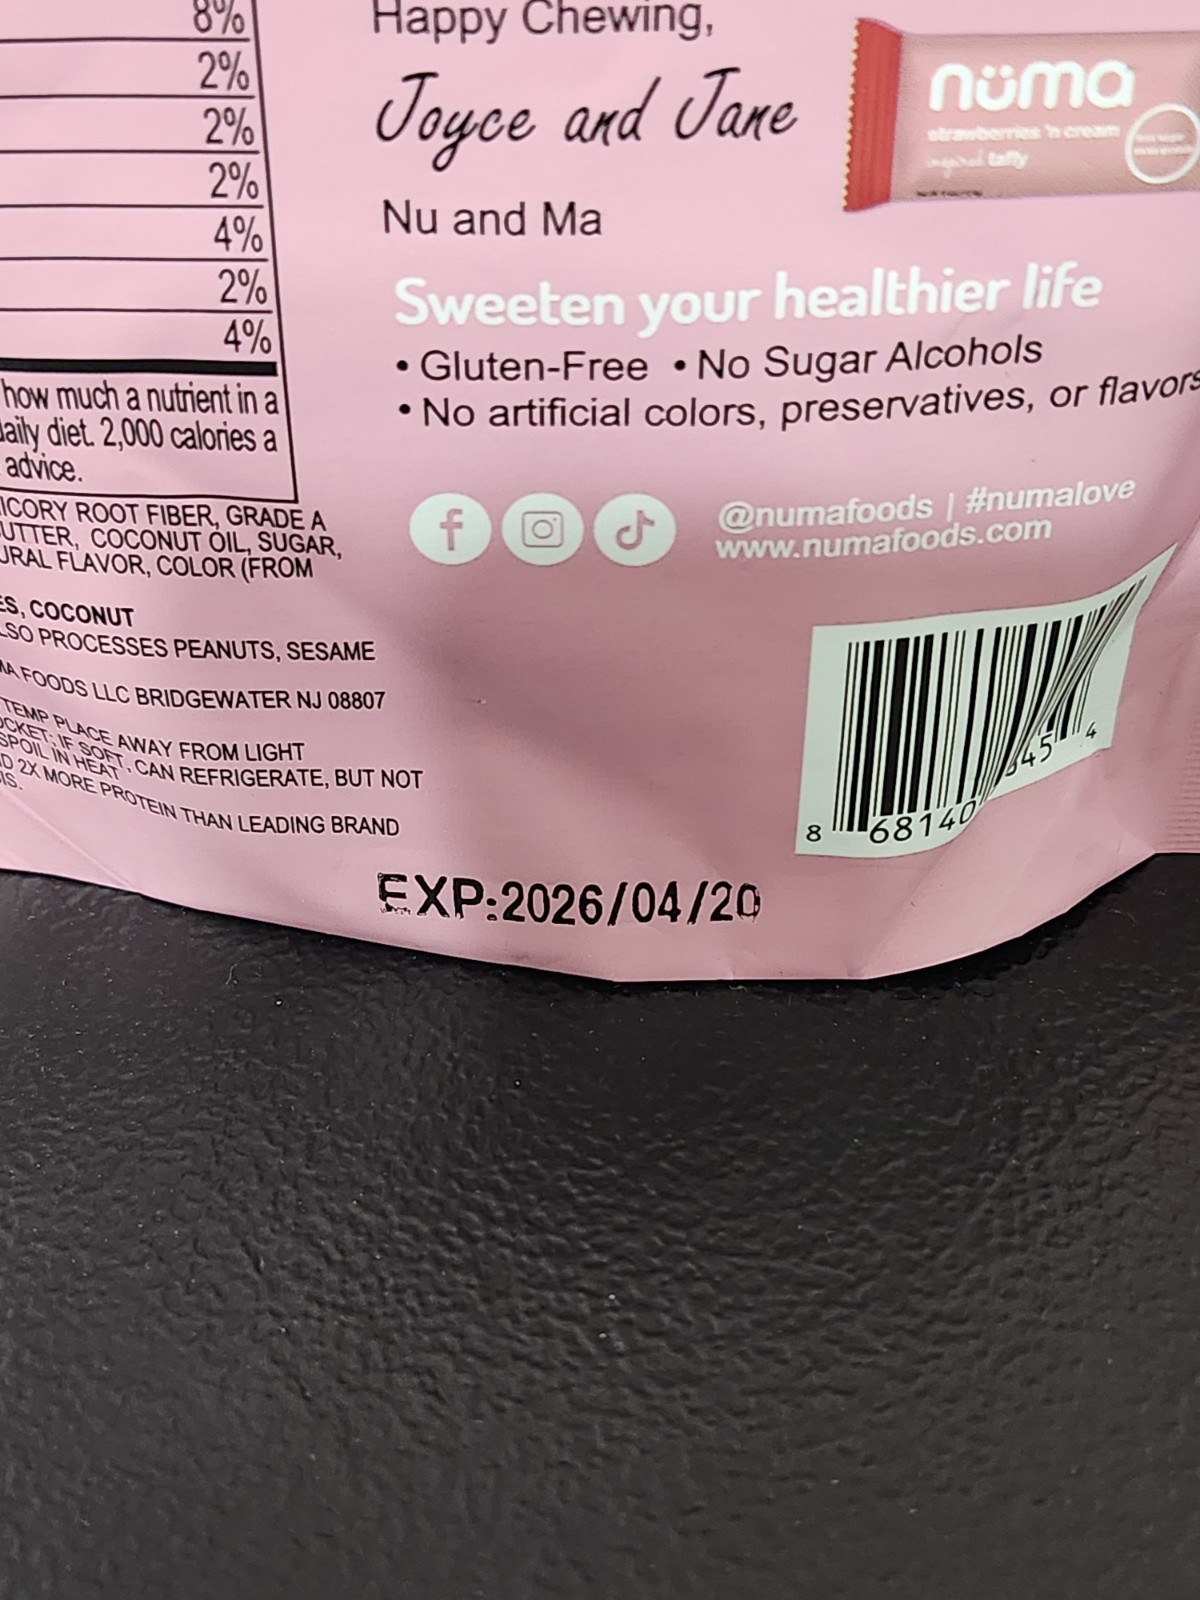 8%
2%
2%
2%
4%
2%
4%
how much a nutrient in a
daily diet. 2,000 calories a
advice.
ICORY ROOT FIBER, GRADE A
UTTER, COCONUT OIL, SUGAR,
URAL FLAVOR, COLOR (FROM
ES, COCONUT
LSO PROCESSES PEANUTS, SESAME
MA FOODS LLC BRIDGEWATER NJ 08807
TEMP PLACE AWAY FROM LIGHT
OCKET; IF SOFT, CAN REFRIGERATE, BUT NOT
SPOIL IN HEAT
D 2X MORE PROTEIN THAN LEADING BRAND
IS.
Happy Chewing,
Joyce and Jane
Nu and Ma
nüma
strawberries 'n cream
inspired taffy
Sweeten your healthier life
• Gluten-Free • No Sugar Alcohols
• No artificial colors, preservatives, or flavors
@numafoods | #numalove
www.numafoods.com
8 68140 345 4
EXP:2026/04/20